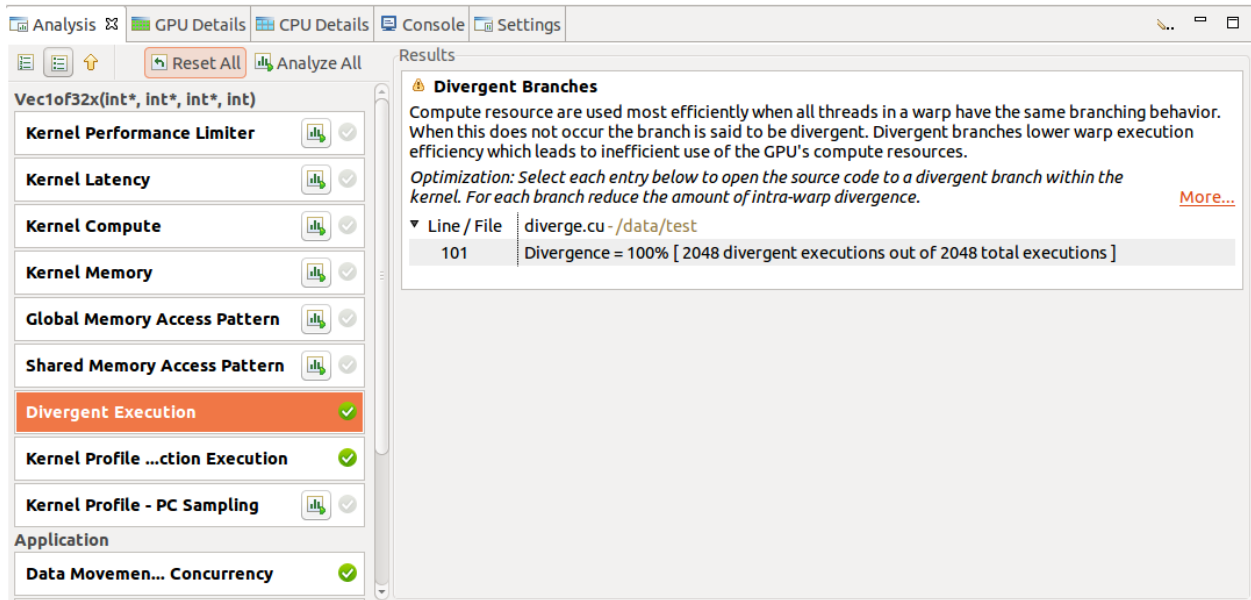 Analysis GPU Details CPU Details Console Settings
Reset All Analyze All
Vec1of32x(int*, int*, int*, int)
Kernel Performance Limiter
Kernel Latency
Kernel Compute
Kernel Memory
Global Memory Access Pattern
Shared Memory Access Pattern
Divergent Execution
Kernel Profile ...ction Execution
Kernel Profile - PC Sampling
Application
Data Movemen... Concurrency
Results
Divergent Branches
Compute resource are used most efficiently when all threads in a warp have the same branching behavior.
When this does not occur the branch is said to be divergent. Divergent branches lower warp execution
efficiency which leads to inefficient use of the GPU's compute resources.
Optimization: Select each entry below to open the source code to a divergent branch within the
kernel. For each branch reduce the amount of intra-warp divergence. More...
Line / File diverge.cu - /data/test
101 Divergence = 100% [ 2048 divergent executions out of 2048 total executions ]